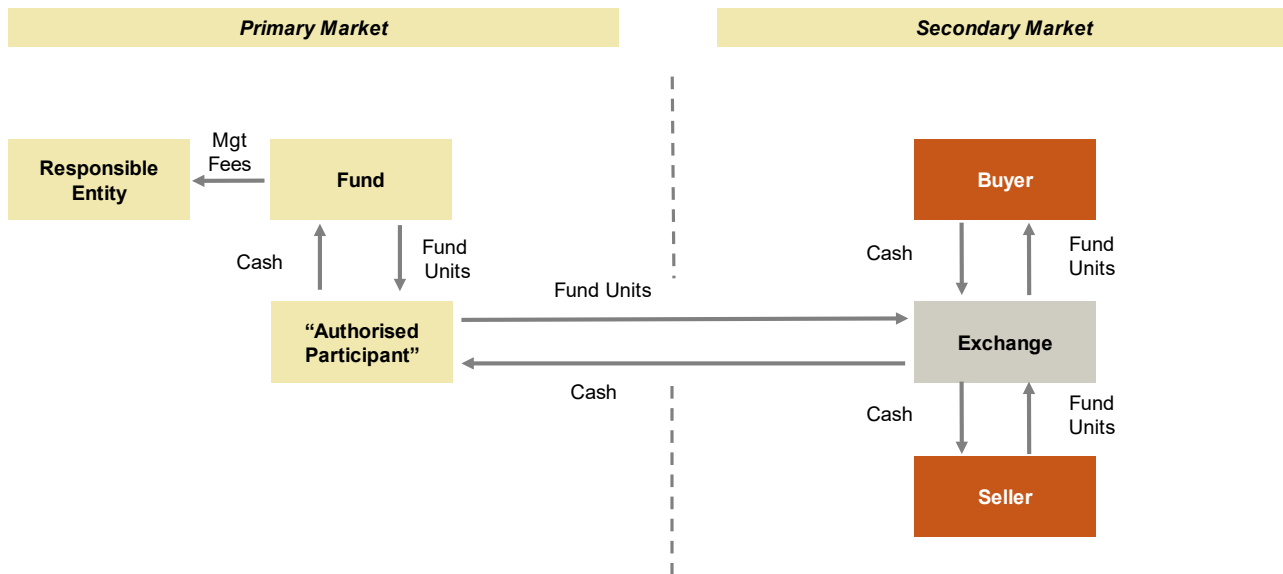 Primary Market
Secondary Market
Mgt
Fees
Responsible
Entity
Fund
Buyer
Cash
Fund
Units
Cash
Fund
Units
Fund Units
“Authorised
Participant”
Exchange
Cash
Cash
Fund
Units
Seller